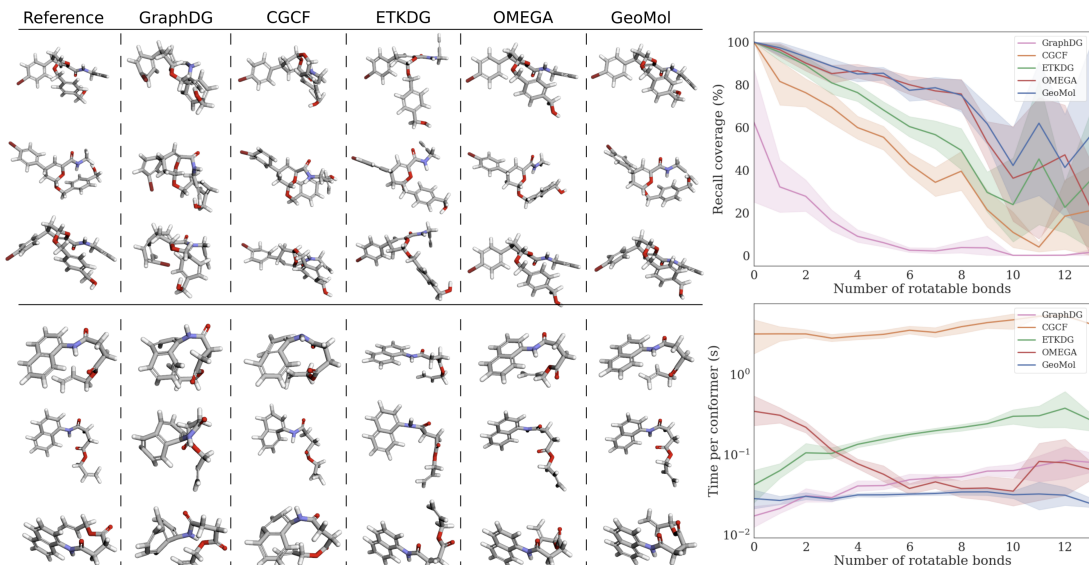 Reference GraphDG CGCF ETKDG OMEGA GeoMol
100
80
60
40
20
0
Recall coverage (%)
GraphDG
CGCF
ETKDG
OMEGA
GeoMol
0 2 4 6 8 10 12
Number of rotatable bonds
10⁰
10⁻¹
10⁻²
Time per conformer (s)
GraphDG
CGCF
ETKDG
OMEGA
GeoMol
0 2 4 6 8 10 12
Number of rotatable bonds